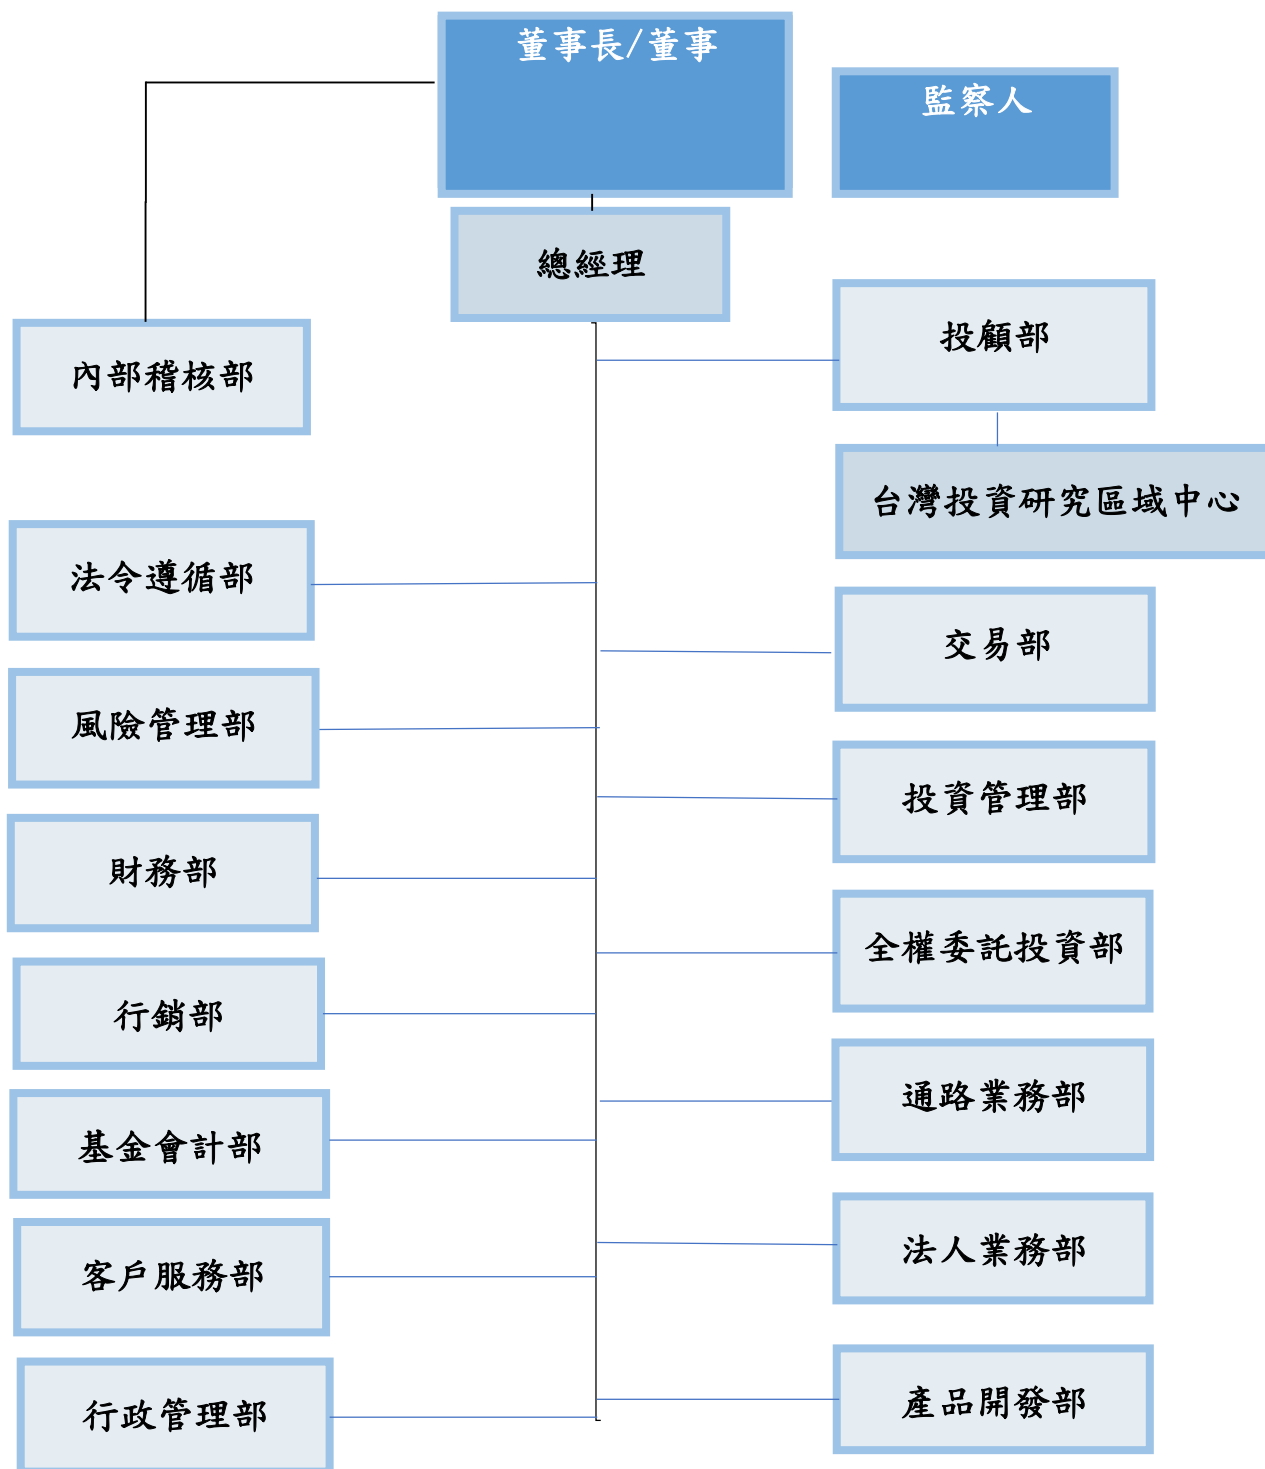 董事長/董事
監察人
總經理
投顧部
內部稽核部
台灣投資研究區域中心
法令遵循部
交易部
風險管理部
投資管理部
財務部
全權委託投資部
行銷部
通路業務部
基金會計部
法人業務部
客戶服務部
產品開發部
行政管理部